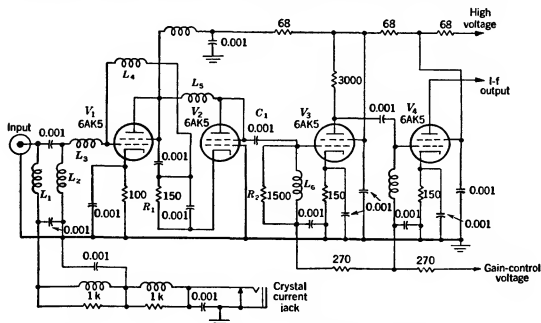 68
68
68
High voltage
0.001
L4
3000
I-f output
L5
V1
6AK5
V2
6AK5
C1
V3
6AK5
0.001
V4
6AK5
Input
0.001
L3
0.001
0.001
L1
L2
100
150
R1
0.001
R2
1500
L6
150
0.001
150
0.001
0.001
0.001
0.001
0.001
0.001
0.001
0.001
270
270
Gain-control voltage
1 k
1 k
0.001
Crystal current jack